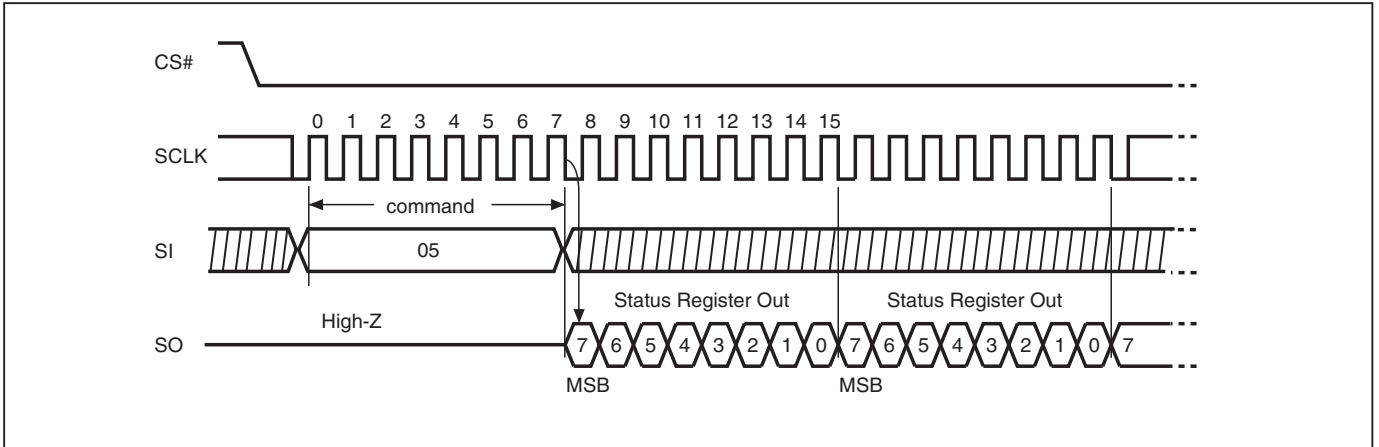 CS#
0 1 2 3 4 5 6 7 8 9 10 11 12 13 14 15
SCLK
command
SI
05
Status Register Out Status Register Out
High-Z
SO
7 6 5 4 3 2 1 0 7 6 5 4 3 2 1 0 7
MSB MSB